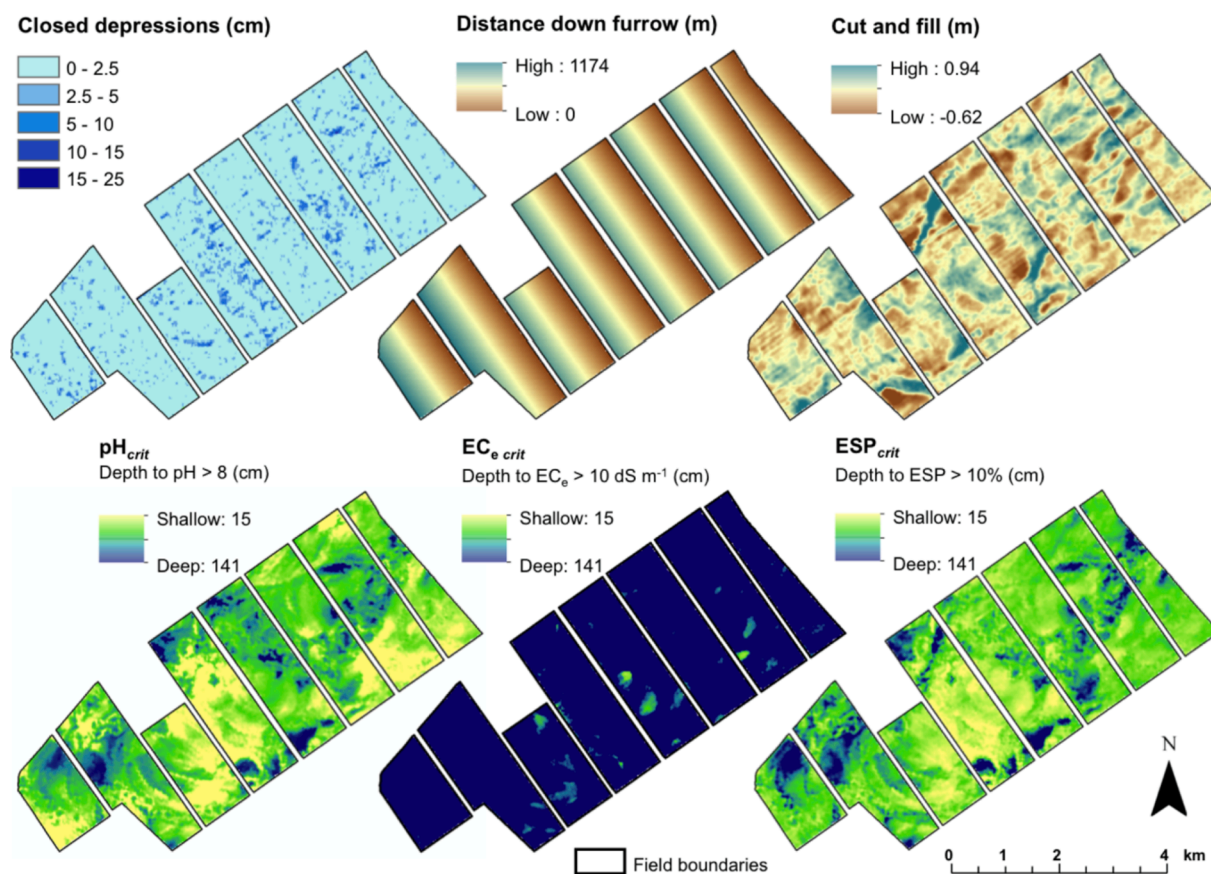 Closed depressions (cm)
0 - 2.5
2.5 - 5
5 - 10
10 - 15
15 - 25
Distance down furrow (m)
High : 1174
Low : 0
Cut and fill (m)
High : 0.94
Low : -0.62
pHcrit
Depth to pH > 8 (cm)
Shallow: 15
Deep: 141
ECe crit
Depth to ECe > 10 dS m⁻¹ (cm)
Shallow: 15
Deep: 141
ESPcrit
Depth to ESP > 10% (cm)
Shallow: 15
Deep: 141
N
Field boundaries
0 1 2 4 km